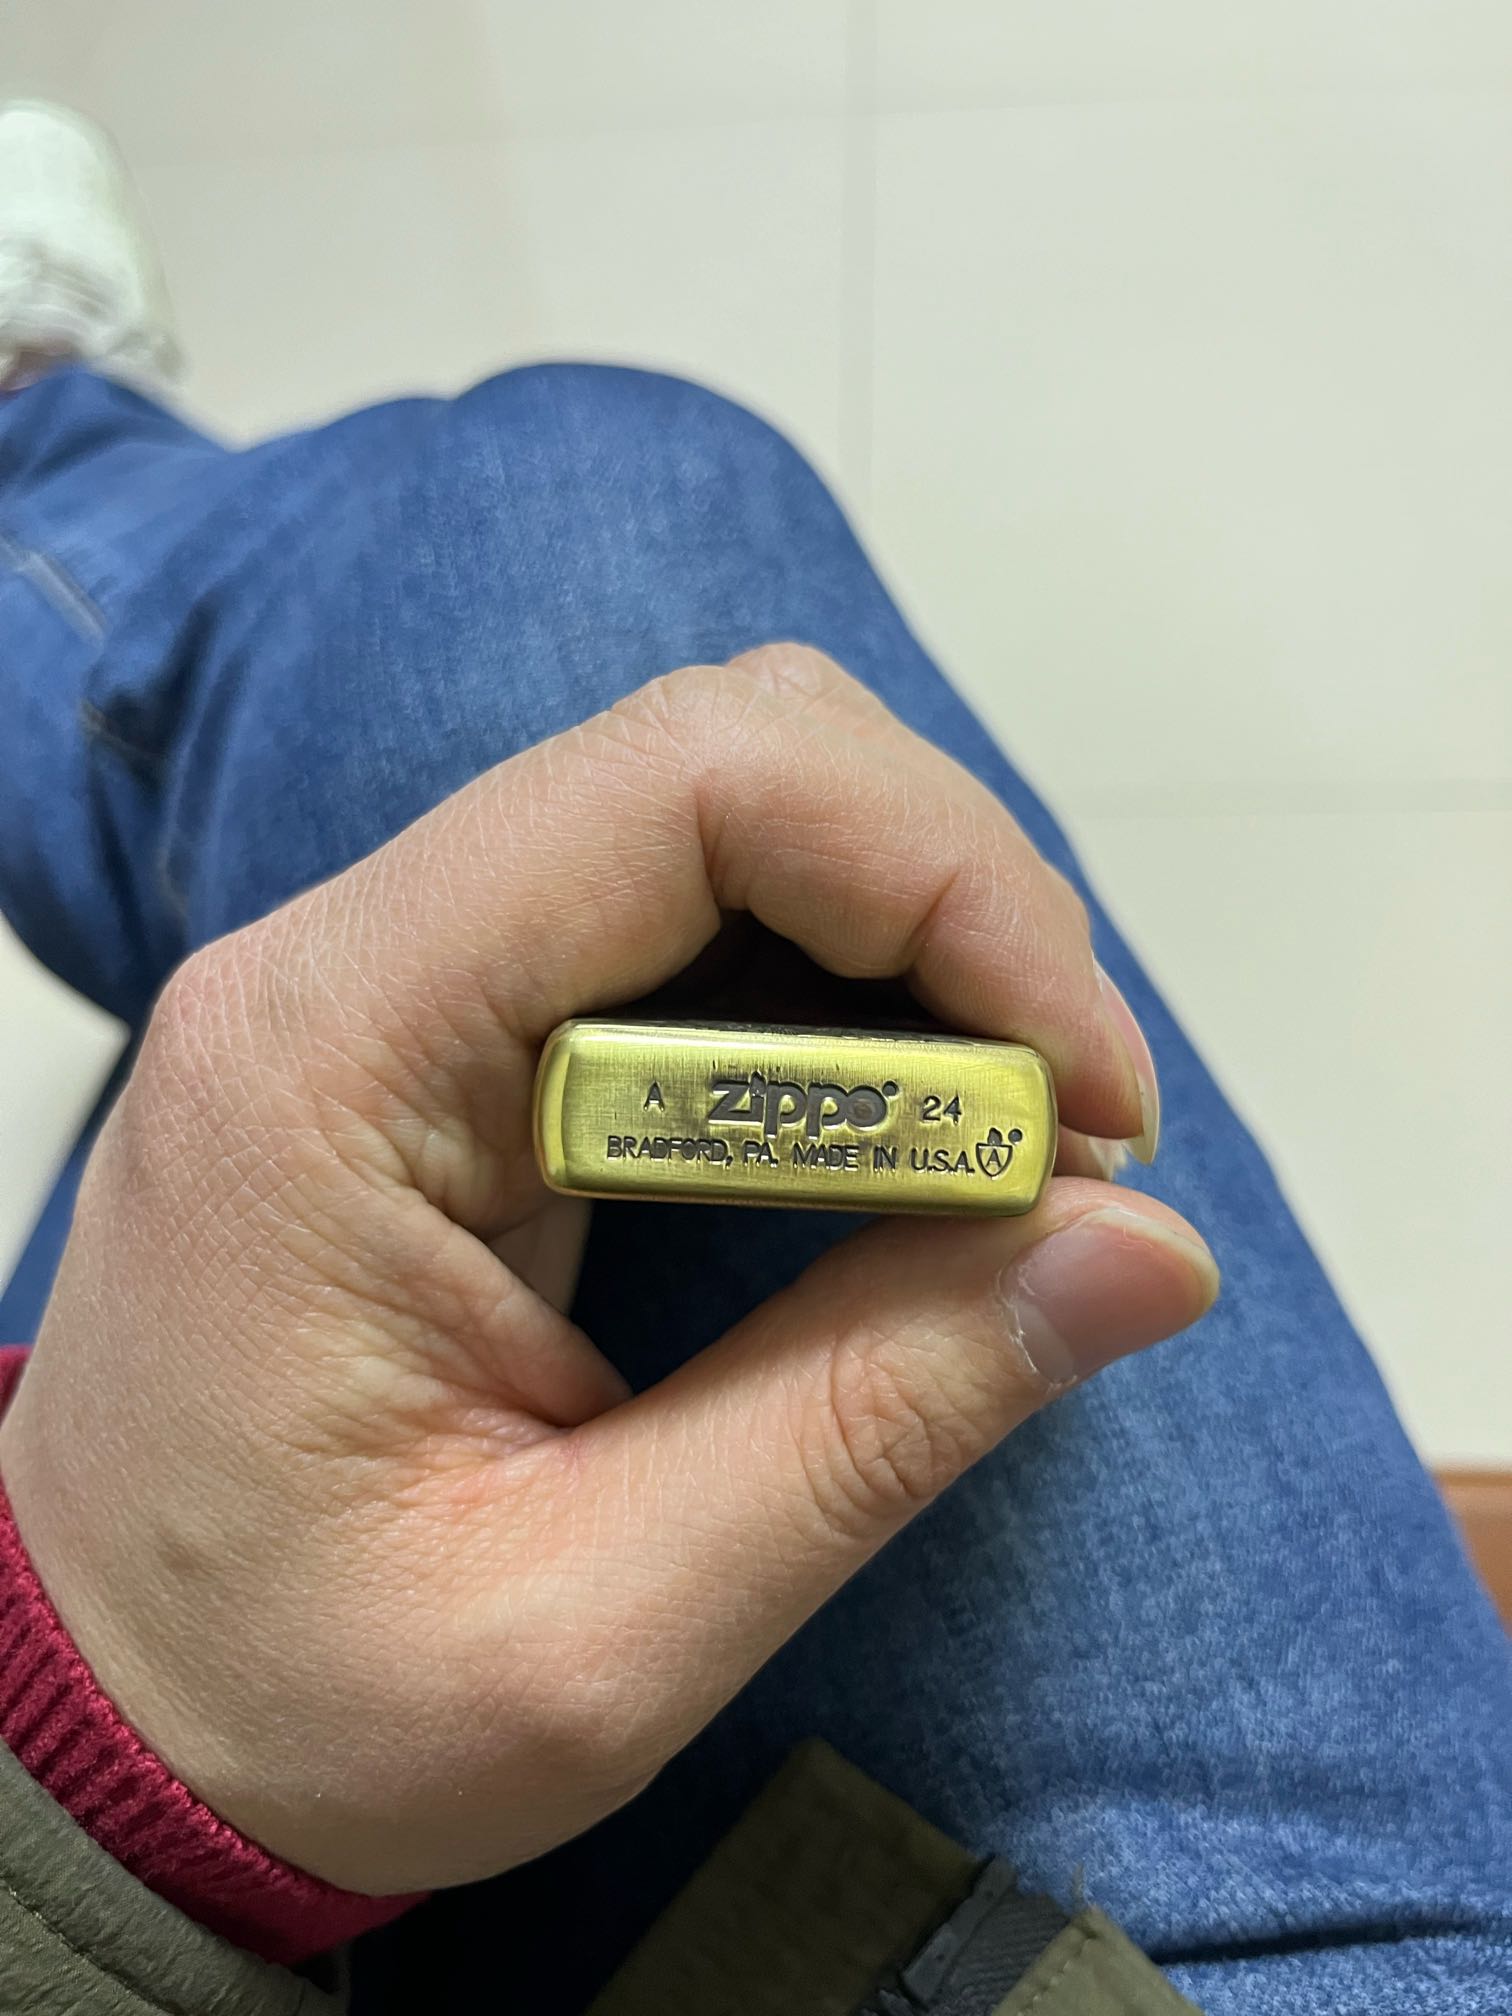 A zippo 24
BRADFORD, PA. MADE IN U.S.A. A